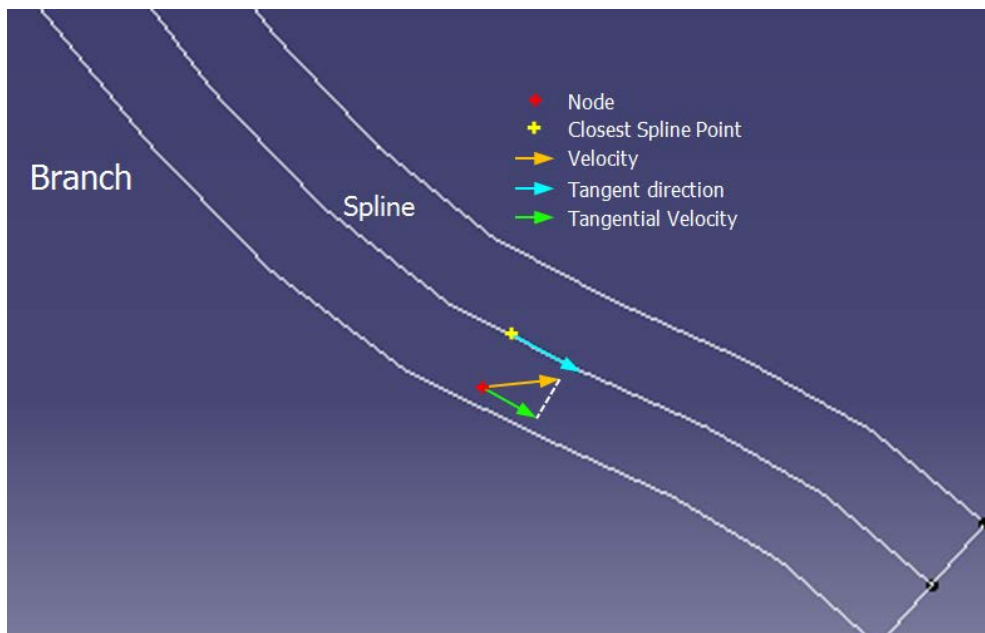 Node
Closest Spline Point
Velocity
Tangent direction
Tangential Velocity
Branch
Spline